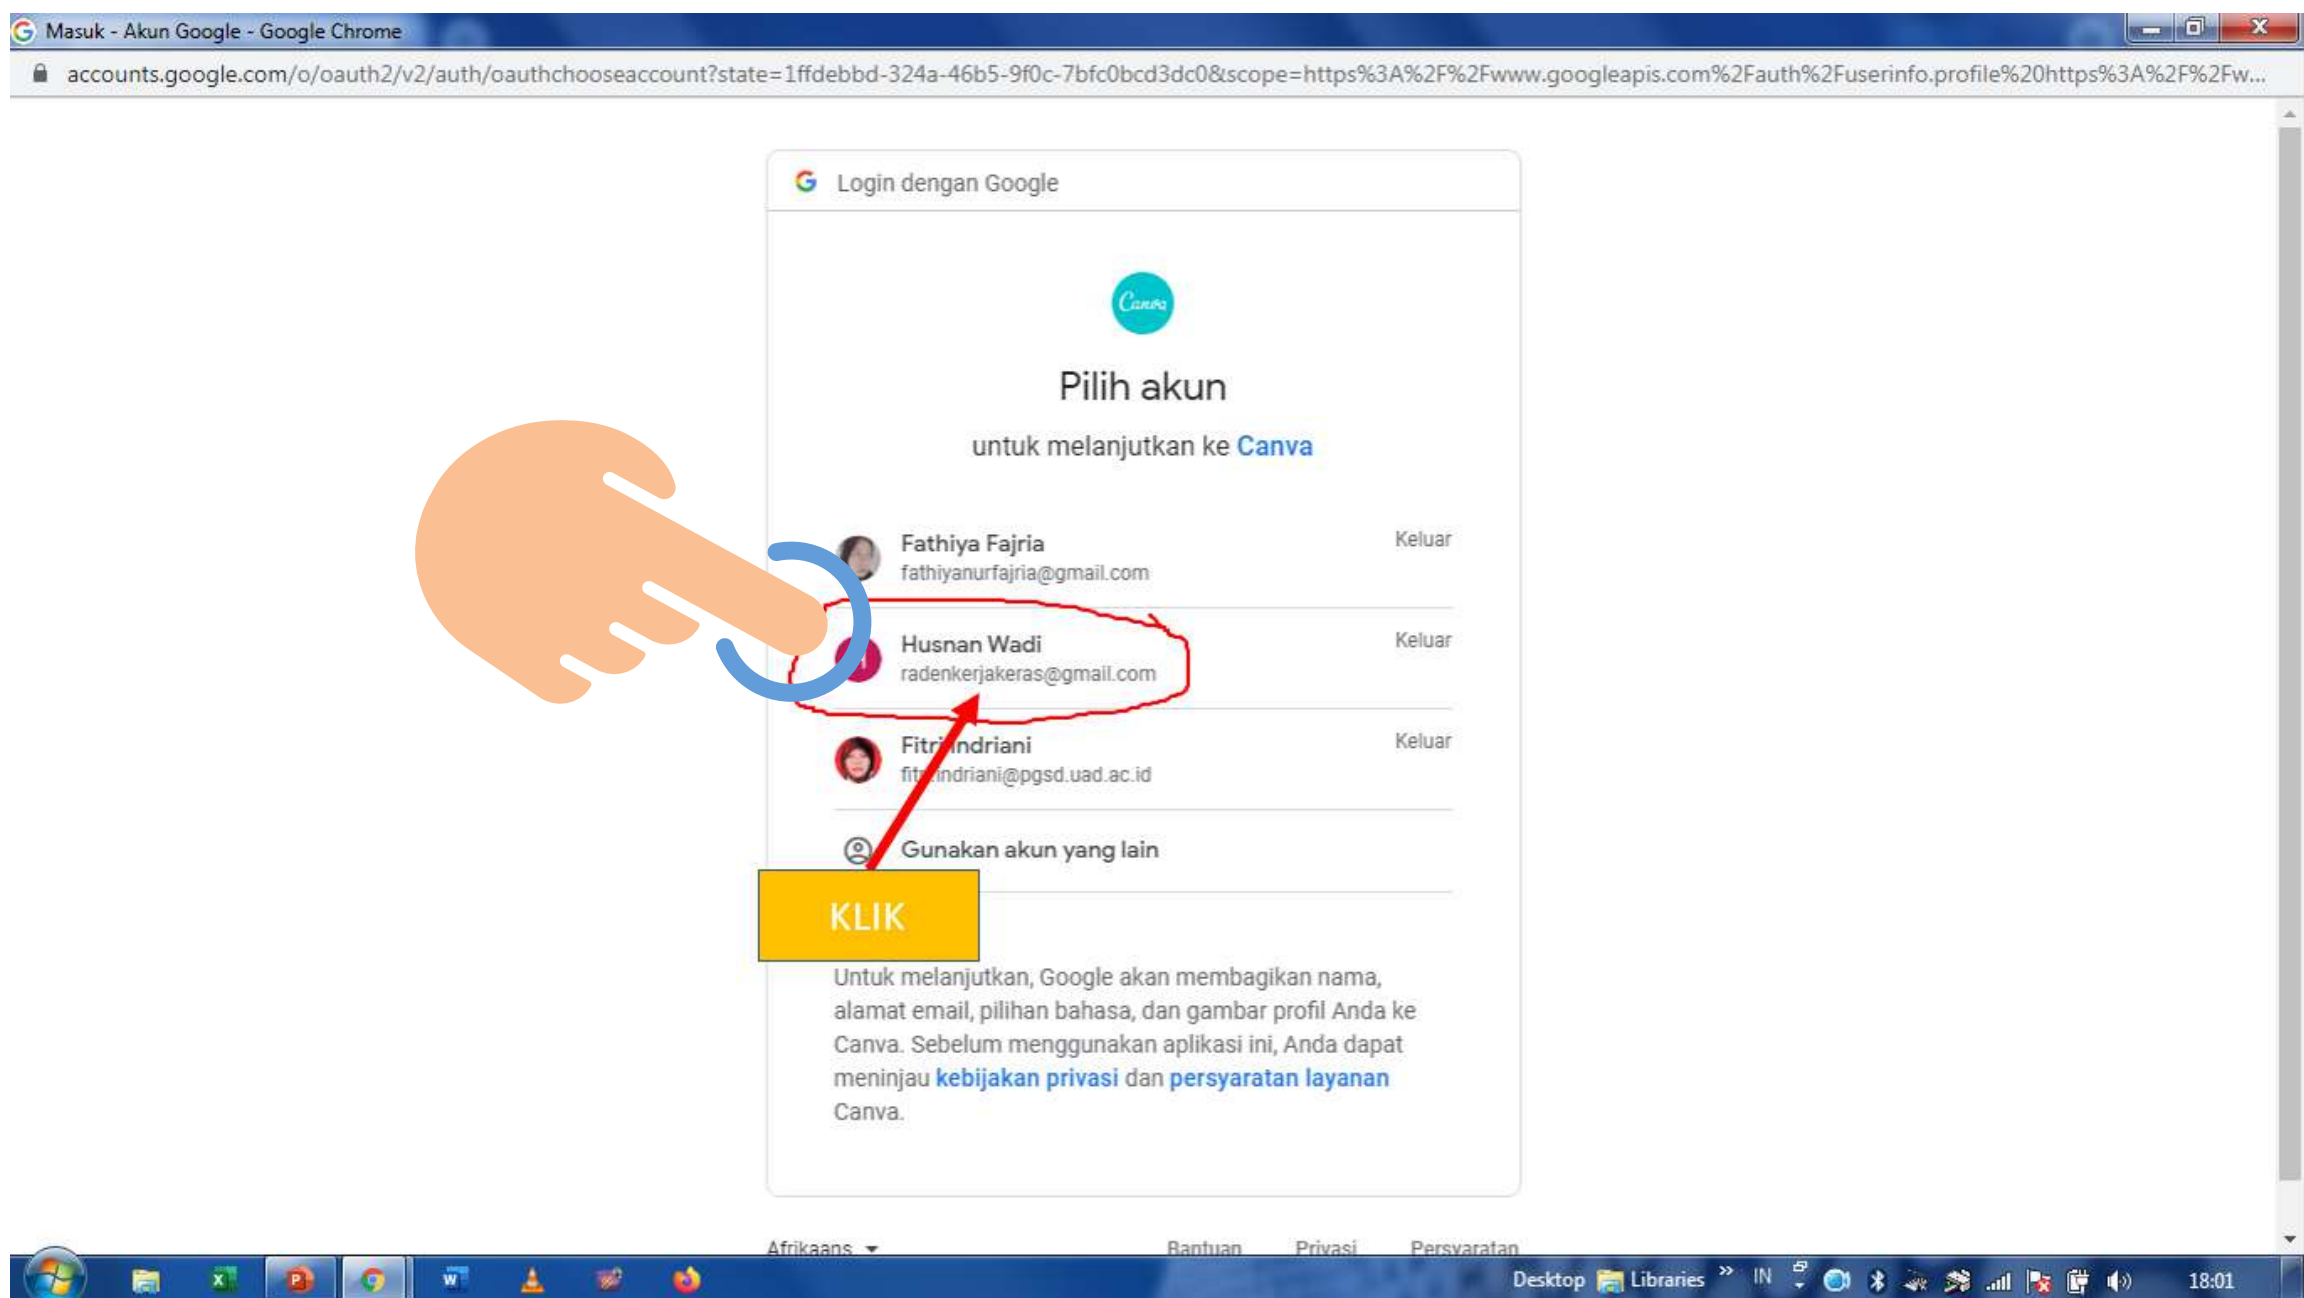 Masuk - Akun Google - Google Chrome
accounts.google.com/o/oauth2/v2/auth/oauthchooseaccount?state=1ffdebbd-324a-46b5-9f0c-7bfc0bcd3dc0&scope=https%3A%2F%2Fwww.googleapis.com%2Fauth%2Fuserinfo.profile%20https%3A%2F%2Fw...
Login dengan Google
Canva
Pilih akun
untuk melanjutkan ke Canva
Fathiya Fajria Keluar
fathiyanurfajria@gmail.com
Husnan Wadi Keluar
radenkerjakeras@gmail.com
Indriani Keluar
indriani@pgsd.uad.ac.id
Gunakan akun yang lain
KLIK
Untuk melanjutkan, Google akan membagikan nama,
alamat email, pilihan bahasa, dan gambar profil Anda ke
Canva. Sebelum menggunakan aplikasi ini, Anda dapat
meninjau kebijakan privasi dan persyaratan layanan
Canva.
Afrikaans Bantuan Privasi Persyaratan
Desktop Libraries » IN 18:01